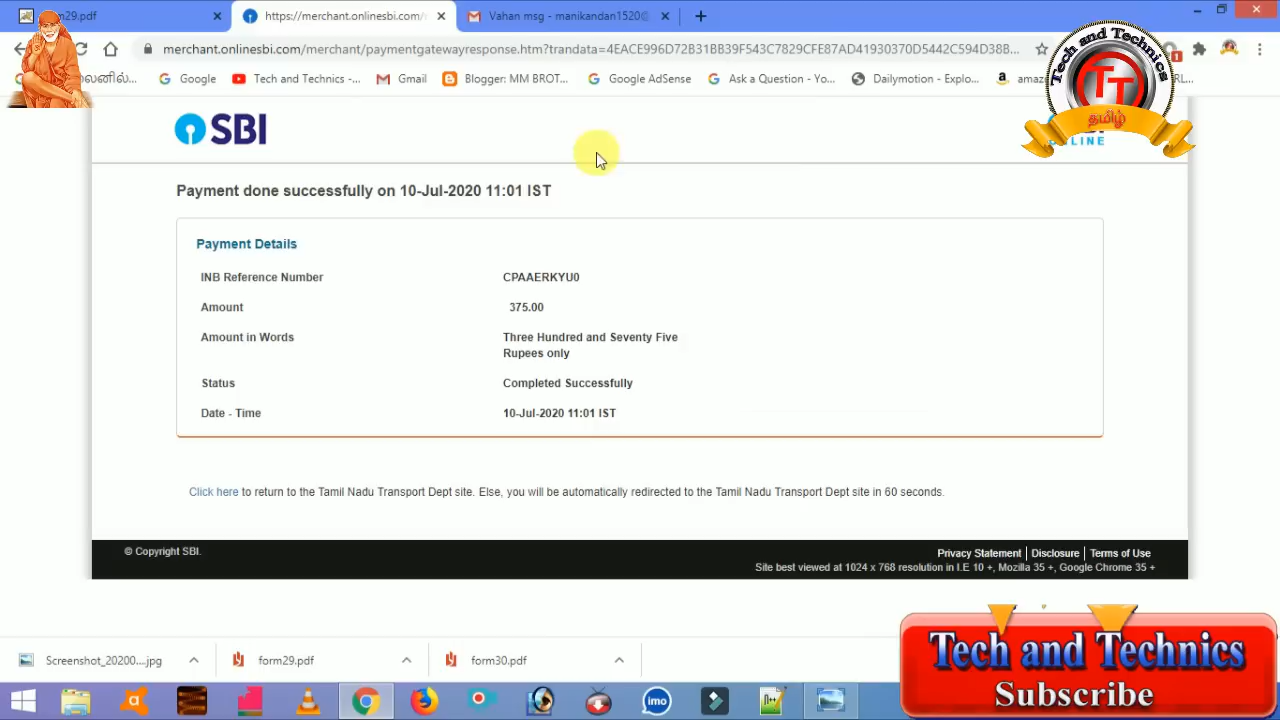 rm29.pdf
https://merchant.onlinesbi.com/m
Vahan msg - manikandan1520@
merchant.onlinesbi.com/merchant/paymentgatewayresponse.htm?trandata=4EACE996D72B31BB39F543C7829CFE87AD41930370D5442C594D38B...
Google
Tech and Technics -...
Gmail
Blogger: MM BROT...
Google AdSense
Ask a Question - Yo...
Dailymotion - Explo...
amaz
RL...
1
Tech and Technics
TT
தமிழ்
SBI
LINE
Payment done successfully on 10-Jul-2020 11:01 IST
Payment Details
INB Reference Number CPAAERKYU0
Amount 375.00
Amount in Words Three Hundred and Seventy Five
Rupees only
Status Completed Successfully
Date - Time 10-Jul-2020 11:01 IST
Click here to return to the Tamil Nadu Transport Dept site. Else, you will be automatically redirected to the Tamil Nadu Transport Dept site in 60 seconds.
© Copyright SBI.
Privacy Statement | Disclosure | Terms of Use
Site best viewed at 1024 x 768 resolution in I.E 10 +, Mozilla 35 +, Google Chrome 35 +
Screenshot_20200....jpg
form29.pdf
form30.pdf
imo
Tech and Technics
Subscribe